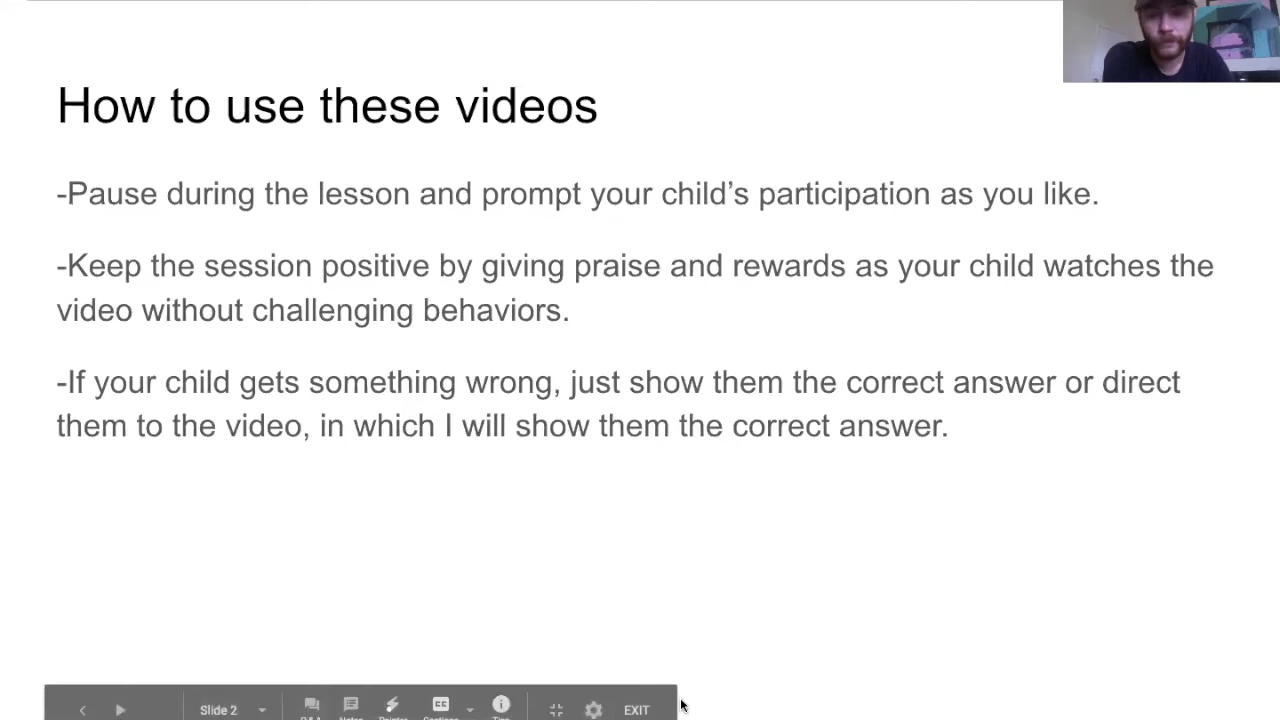 How to use these videos
-Pause during the lesson and prompt your child’s participation as you like.
-Keep the session positive by giving praise and rewards as your child watches the
video without challenging behaviors.
-If your child gets something wrong, just show them the correct answer or direct
them to the video, in which I will show them the correct answer.
Slide 2
CC
EXIT